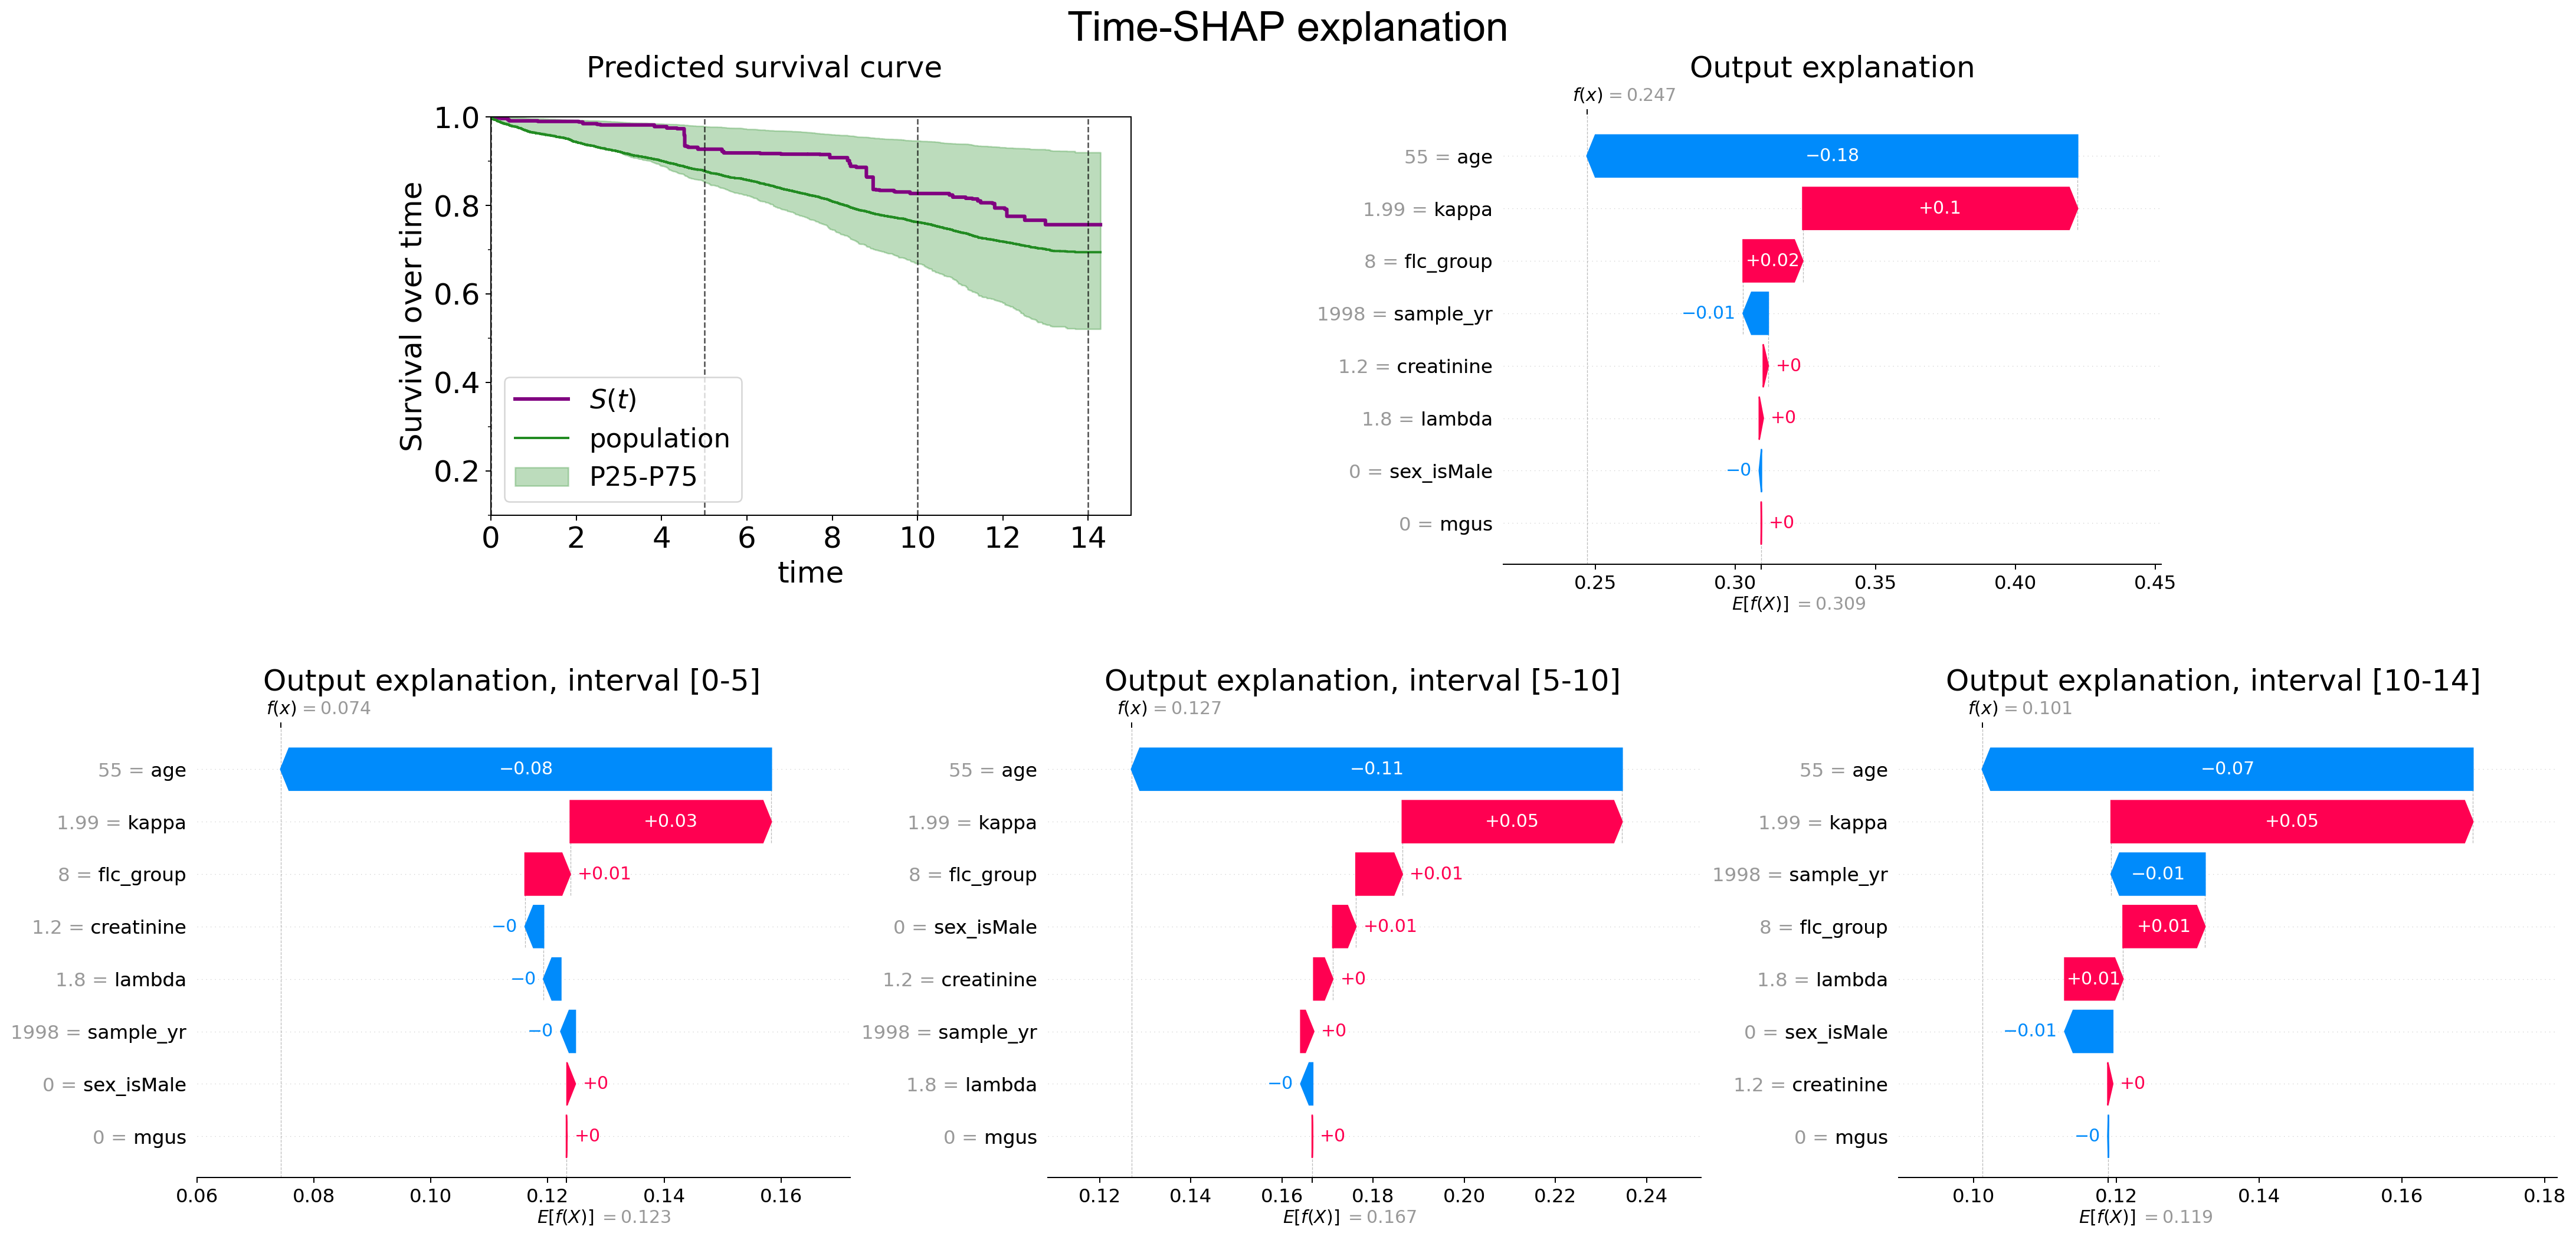 Time-SHAP explanation
Predicted survival curve
1.0
0.8
0.6
0.4
0.2
Survival over time
S(t)
population
P25-P75
0 2 4 6 8 10 12 14
time
Output explanation
f(x) = 0.247
55 = age −0.18
1.99 = kappa +0.1
8 = flc_group +0.02
1998 = sample_yr −0.01
1.2 = creatinine +0
1.8 = lambda +0
0 = sex_isMale −0
0 = mgus +0
0.25 0.30 0.35 0.40 0.45
E[f(X)] = 0.309
Output explanation, interval [0-5]
f(x) = 0.074
55 = age −0.08
1.99 = kappa +0.03
8 = flc_group +0.01
1.2 = creatinine −0
1.8 = lambda −0
1998 = sample_yr −0
0 = sex_isMale +0
0 = mgus +0
0.06 0.08 0.10 0.12 0.14 0.16
E[f(X)] = 0.123
Output explanation, interval [5-10]
f(x) = 0.127
55 = age −0.11
1.99 = kappa +0.05
8 = flc_group +0.01
0 = sex_isMale +0.01
1.2 = creatinine +0
1998 = sample_yr +0
1.8 = lambda −0
0 = mgus +0
0.12 0.14 0.16 0.18 0.20 0.22 0.24
E[f(X)] = 0.167
Output explanation, interval [10-14]
f(x) = 0.101
55 = age −0.07
1.99 = kappa +0.05
1998 = sample_yr −0.01
8 = flc_group +0.01
1.8 = lambda +0.01
0 = sex_isMale −0.01
1.2 = creatinine +0
0 = mgus −0
0.10 0.12 0.14 0.16 0.18
E[f(X)] = 0.119